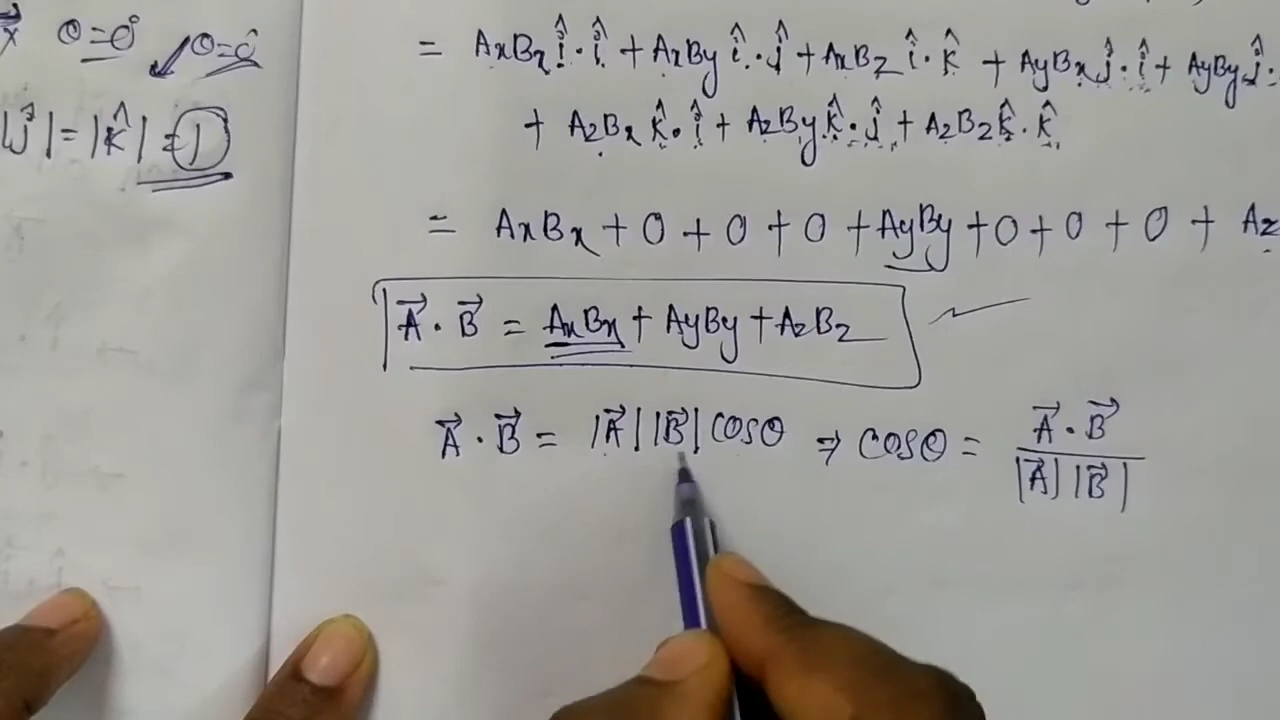 θ=0° θ=0°
|ĵ| = |k̂| = 1
= AxBx î·î + AxBy î·ĵ + AxBz î·k̂ + AyBx ĵ·î + AyBy ĵ·
+ AzBx k̂·î + AzBy k̂·ĵ + AzBz k̂·k̂
= AxBx + 0 + 0 + 0 + AyBy + 0 + 0 + 0 + Az
A⃗·B⃗ = AxBx + AyBy + AzBz
A⃗·B⃗ = |A⃗| |B⃗| cosθ ⇒ cosθ = A⃗·B⃗ / |A⃗| |B⃗|